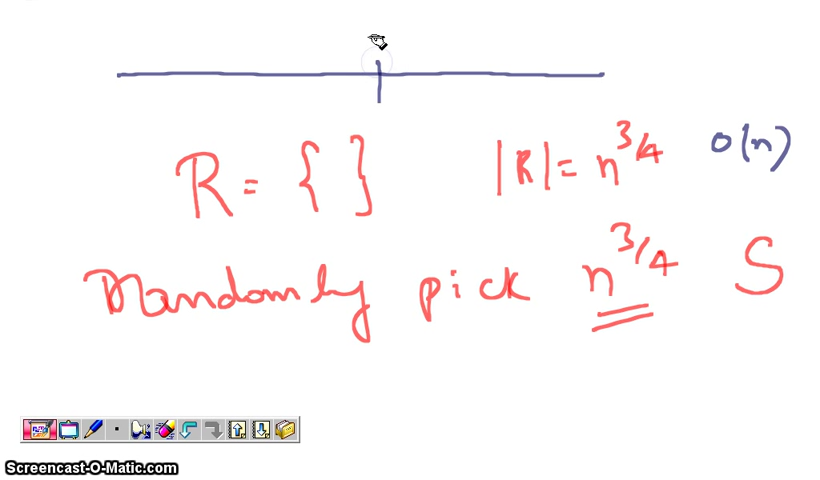 R = { } |R| = n^3/4 O(n)
Randomly pick n^3/4 S
Screencast-O-Matic.com